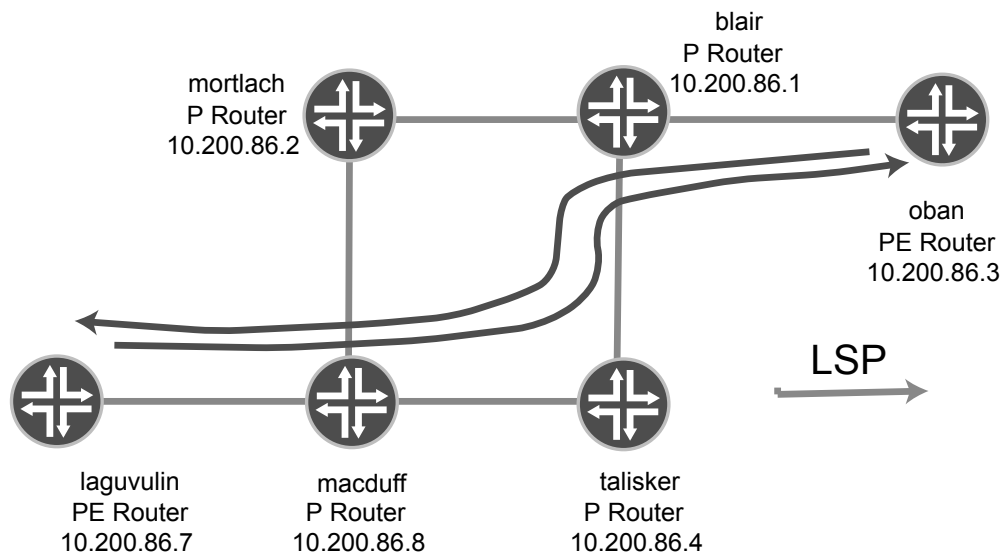 blair
P Router
10.200.86.1
mortlach
P Router
10.200.86.2
oban
PE Router
10.200.86.3
LSP
laguvulin
PE Router
10.200.86.7
macduff
P Router
10.200.86.8
talisker
P Router
10.200.86.4